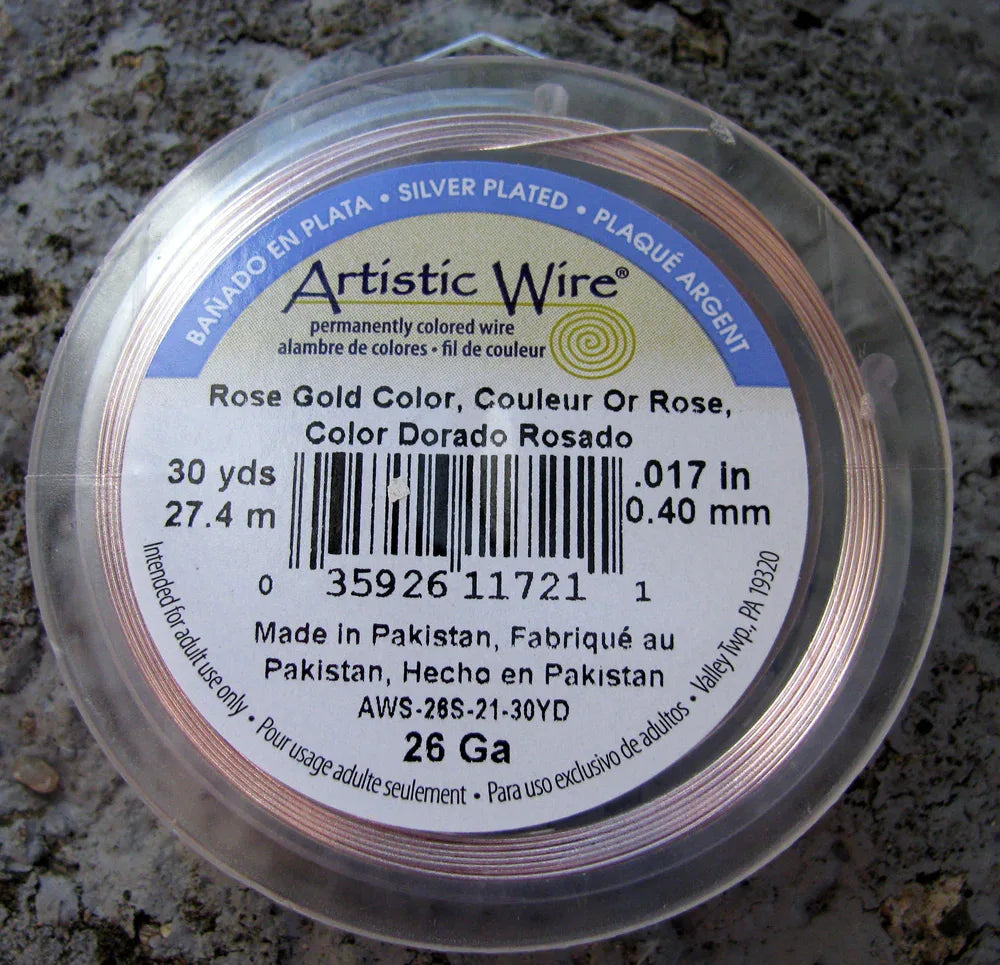 BAÑADO EN PLATA • SILVER PLATED • PLAQUÉ ARGENT
Artistic Wire®
permanently colored wire
alambre de colores • fil de couleur
Rose Gold Color, Couleur Or Rose,
Color Dorado Rosado
30 yds
27.4 m
.017 in
0.40 mm
0 35926 11721 1
Made in Pakistan, Fabriqué au
Pakistan, Hecho en Pakistan
AWS-26S-21-30YD
26 Ga
Intended for adult use only • Pour usage adulte seulement • Para uso exclusivo de adultos • Valley Twp., PA 19320